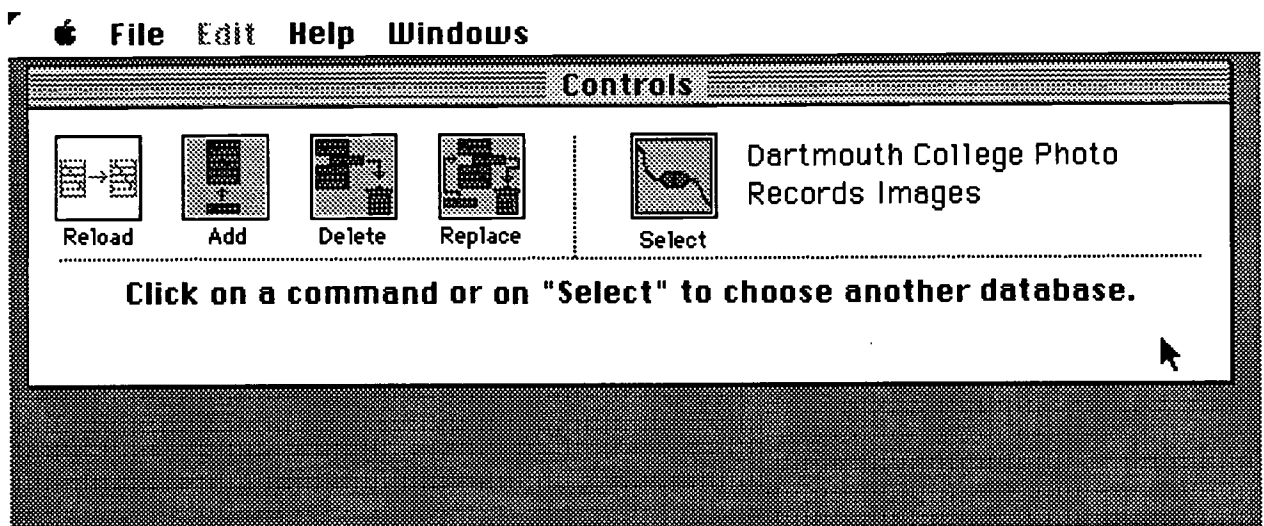 File Edit Help Windows
Controls
Reload Add Delete Replace Select
Dartmouth College Photo
Records Images
Click on a command or on "Select" to choose another database.